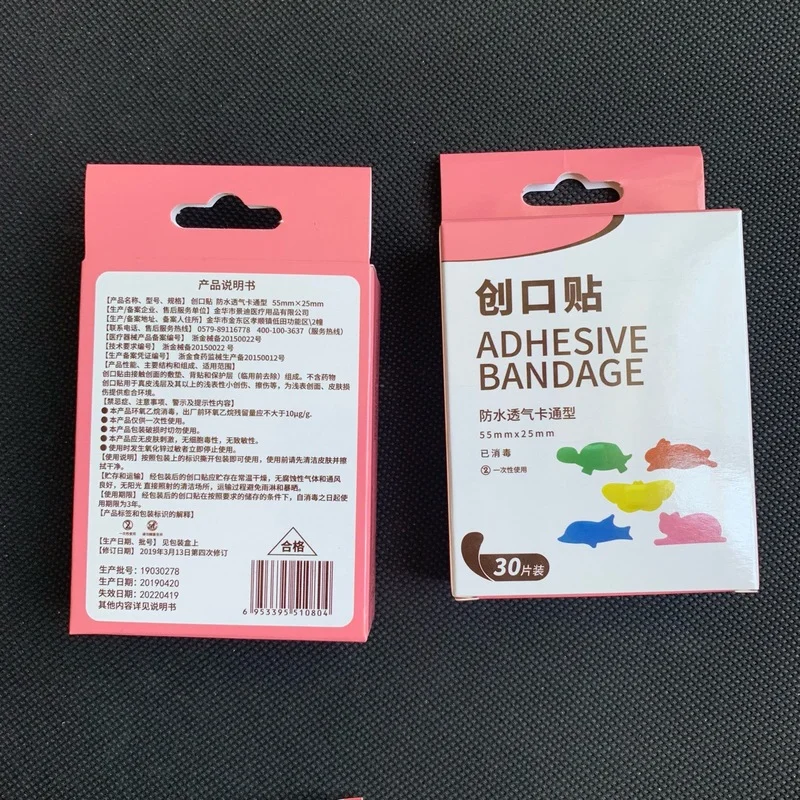 产品说明书
【产品名称、型号、规格】 创口贴 防水透气卡通型 55mm×25mm
【生产/备案企业、售后服务单位】金华市景迪医疗用品有限公司
【生产/备案地址、备案人住所】金华市金东区孝顺镇低田功能区\2幢
【联系电话、售后服务热线】 0579-89116778 400-100-3637（服务热线）
【医疗器械产品备案编号】 浙金械备20150022号
【技术要求编号】 浙金械备20150022 号
【生产备案凭证编号】 浙金食药监械生产备20150012号
【产品性能、主要结构和组成、适用范围】
创口贴由接触创面的敷垫、背贴和保护层（临用前去除）组成。不含药物
创口贴用于真皮浅层及其以上的浅表性小创伤、擦伤等，为浅表创面、皮肤损
伤提供愈合环境。
【禁忌症、注意事项、警示及提示性内容】
●本产品环氧乙烷消毒，出厂前环氧乙烷残留量应不大于10μg/g.
●本产品仅供一次性使用。
●本产品包装破损时切勿使用。
●本产品应无皮肤刺激，无细胞毒性，无致敏性。
●使用时发生氧化锌过敏者立即停止使用。
【使用说明】按照包装上的标识撕开包装即可使用，使用前请先清洁皮肤并擦
拭干净。
【贮存和运输】 经包装后的创口贴应贮存在常温干燥，无腐蚀性气体和通风
良好，无阳光 直接照射的清洁场所，运输过程避免雨淋和暴晒。
【使用期限】 经包装后的创口贴在按照要求的储存的条件下，自消毒之日起使用
期限为3年。
【产品标签和包装标识的解释】
②
一次性使用
【生产日期、批号】见包装盒上
【修订日期】 2019年3月13日第四次修订
合格
生产批号：19030278
生产日期：20190420
失效日期：20220419
其他内容详见说明书
6 953395 510804
创口贴
ADHESIVE
BANDAGE
防水透气卡通型
55mmx25mm
已消毒
② 一次性使用
30片装